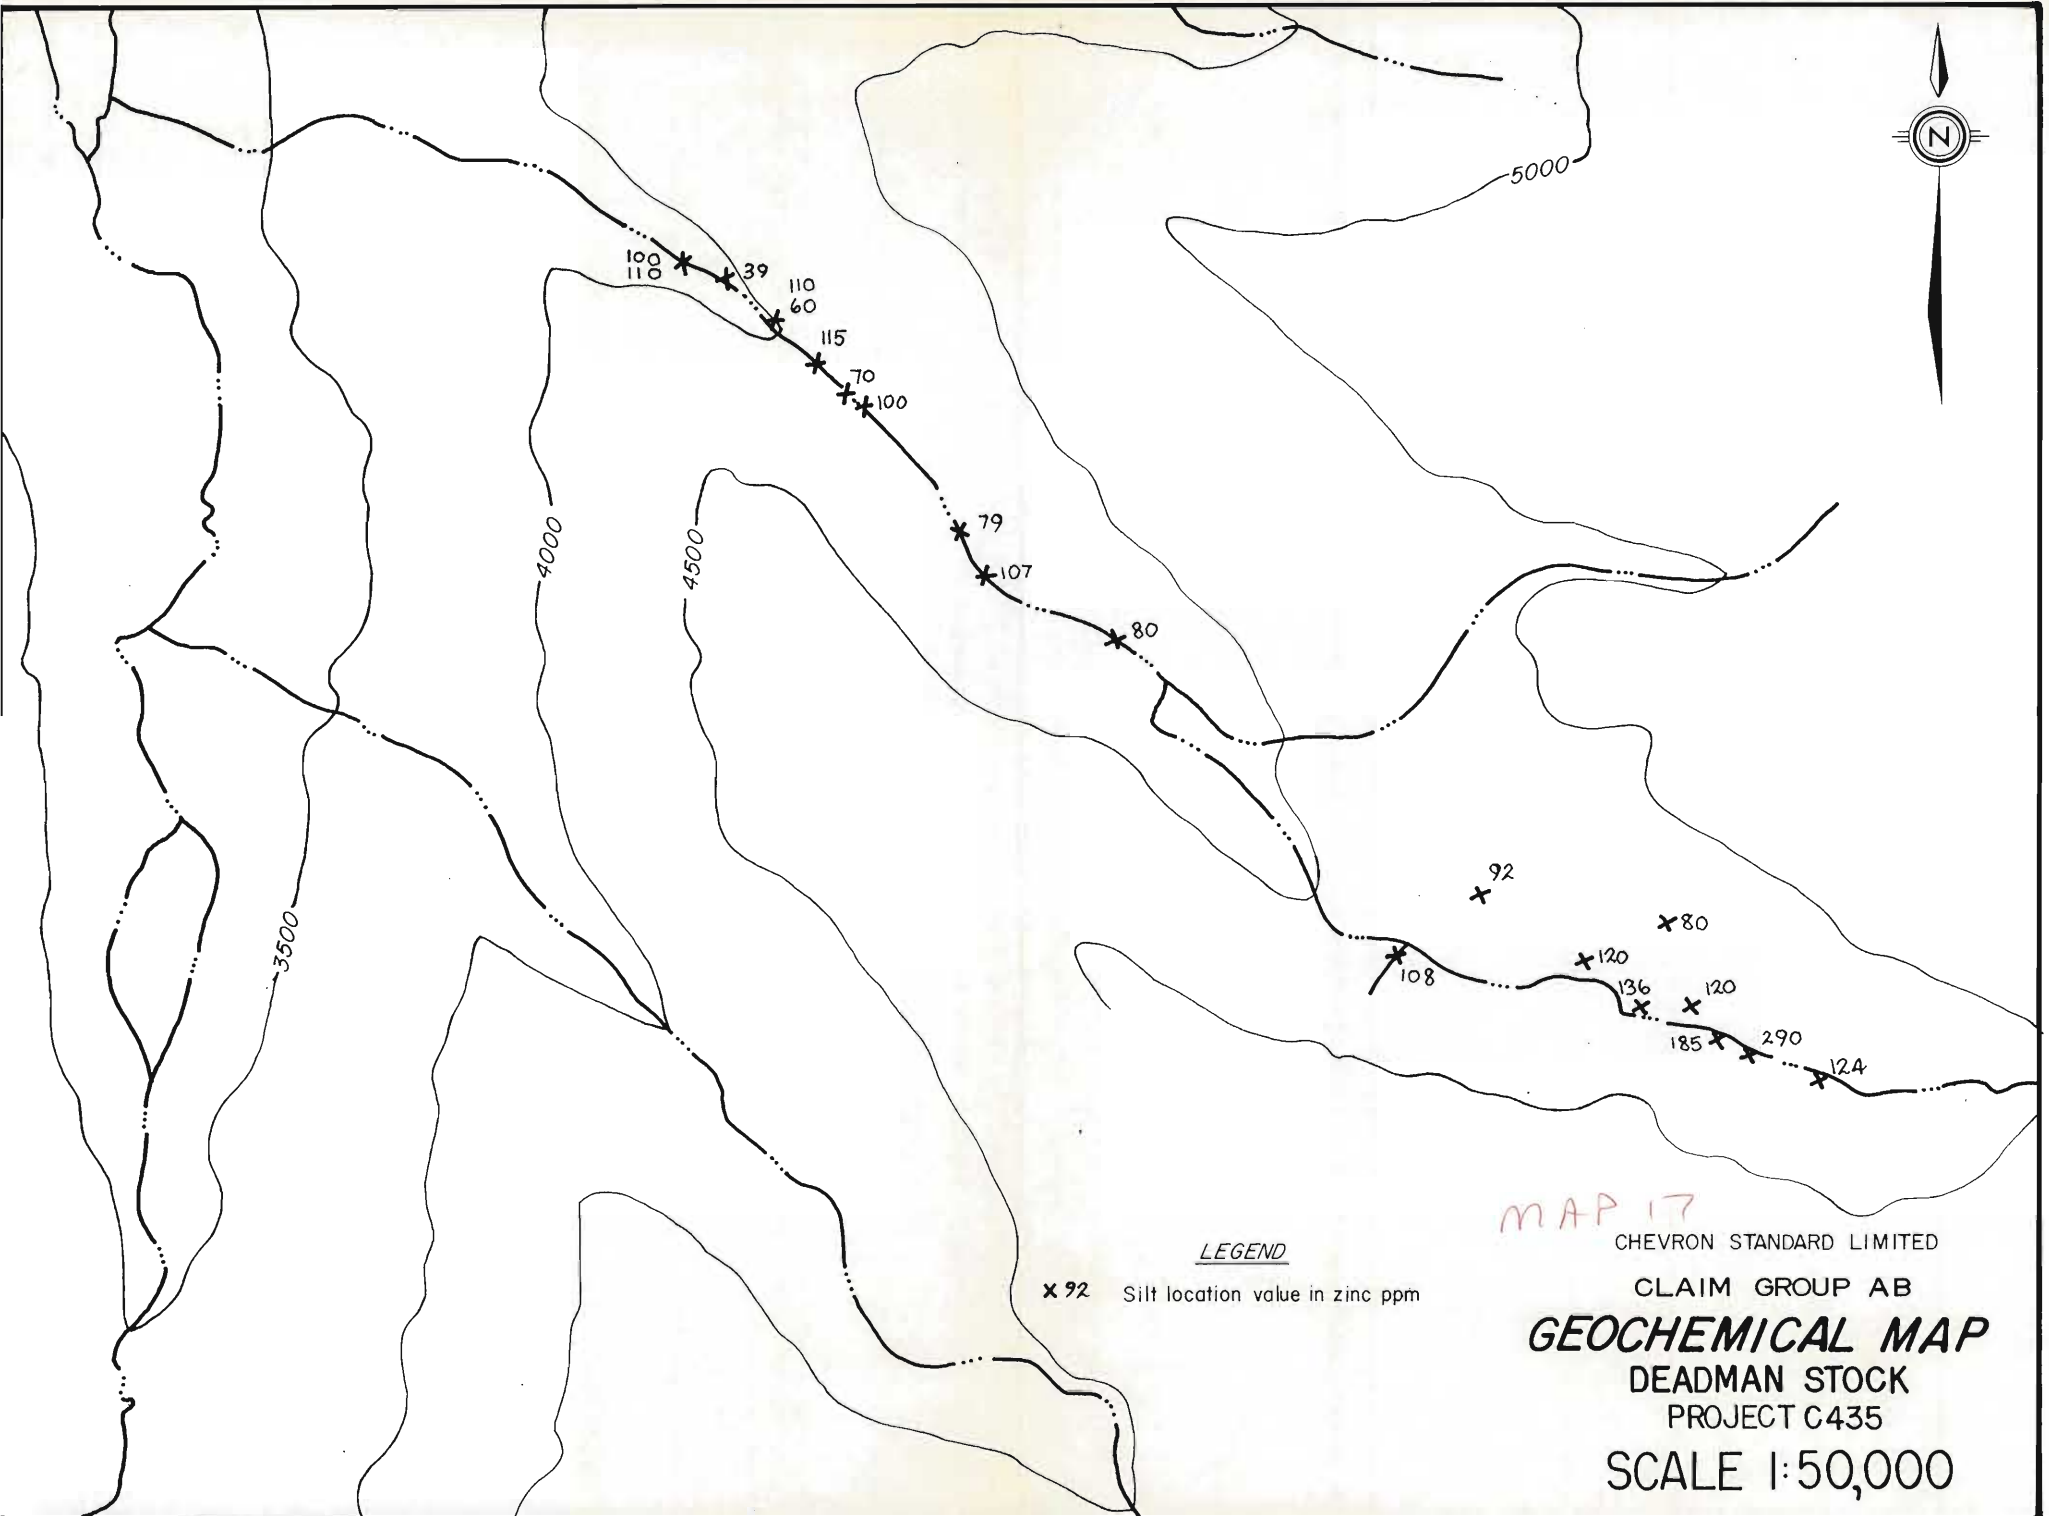 N
5000
100
110
39
110
60
115
70
100
4000
4500
79
107
80
92
80
3500
108
120
136
120
185
290
124
MAP 17
CHEVRON STANDARD LIMITED
LEGEND
CLAIM GROUP AB
x 92 Silt location value in zinc ppm
GEOCHEMICAL MAP
DEADMAN STOCK
PROJECT C435
SCALE 1:50,000